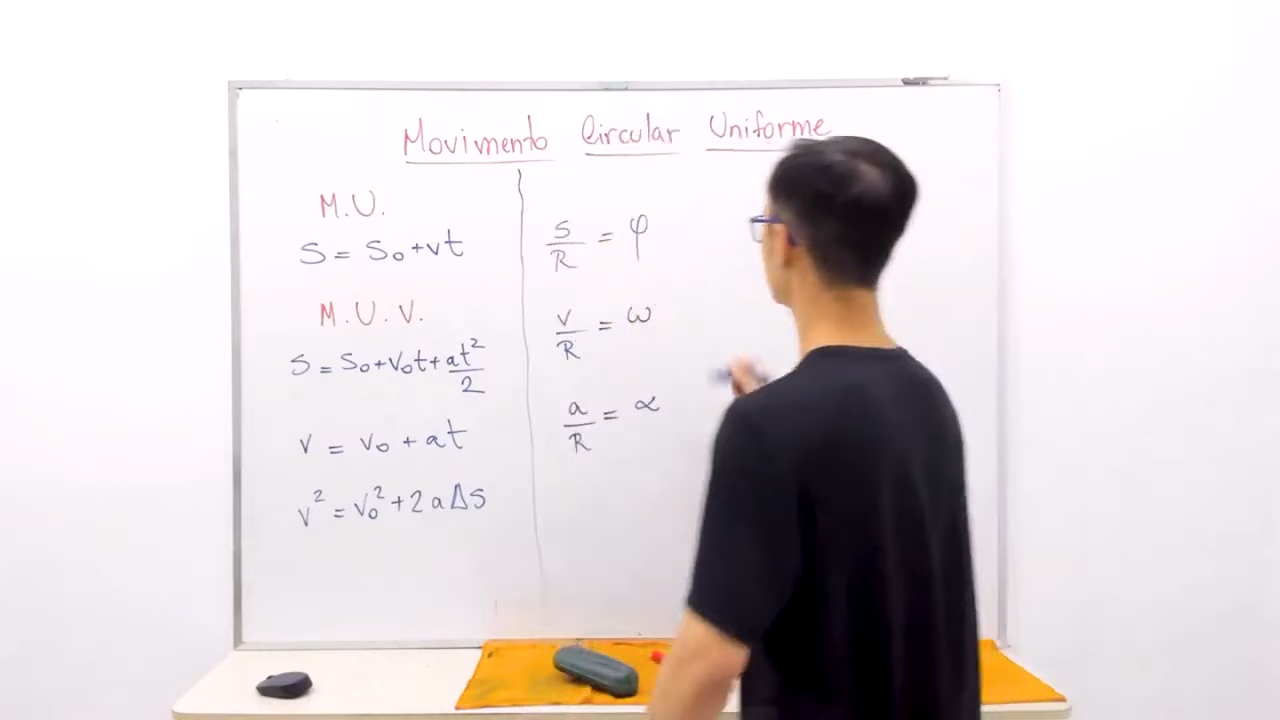 Movimento Circular Uniforme
M.U.
S = S₀+vt
M.U.V.
S = S₀+V₀t+at²/2
v = v₀ + at
v² = v₀²+2aΔS
S/R = φ
V/R = ω
a/R = α